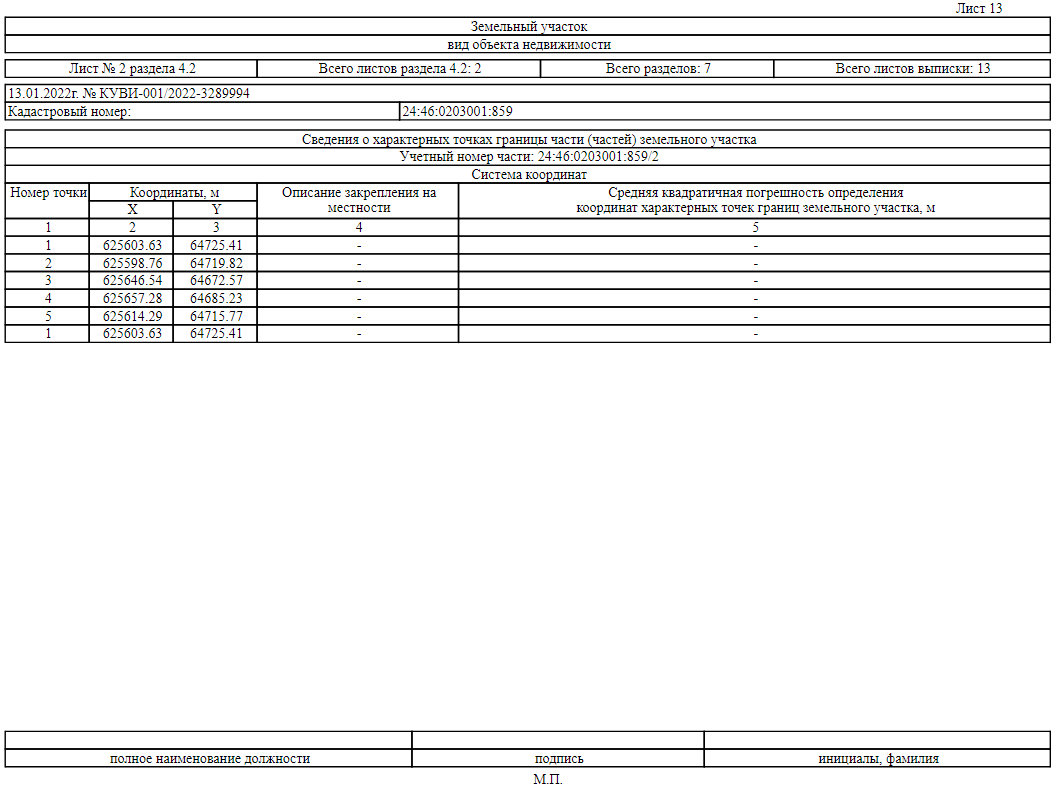 Лист 13
Земельный участок
вид объекта недвижимости
Лист № 2 раздела 4.2 Всего листов раздела 4.2: 2 Всего разделов: 7 Всего листов выписки: 13
13.01.2022г. № КУВИ-001/2022-3289994
Кадастровый номер: 24:46:0203001:859
Сведения о характерных точках границы части (частей) земельного участка
Учетный номер части: 24:46:0203001:859/2
Система координат
Номер точки Координаты, м Описание закрепления на местности Средняя квадратичная погрешность определения координат характерных точек границ земельного участка, м
X Y
1 2 3 4 5
1 625603.63 64725.41 - -
2 625598.76 64719.82 - -
3 625646.54 64672.57 - -
4 625657.28 64685.23 - -
5 625614.29 64715.77 - -
1 625603.63 64725.41 - -
полное наименование должности подпись инициалы, фамилия
М.П.